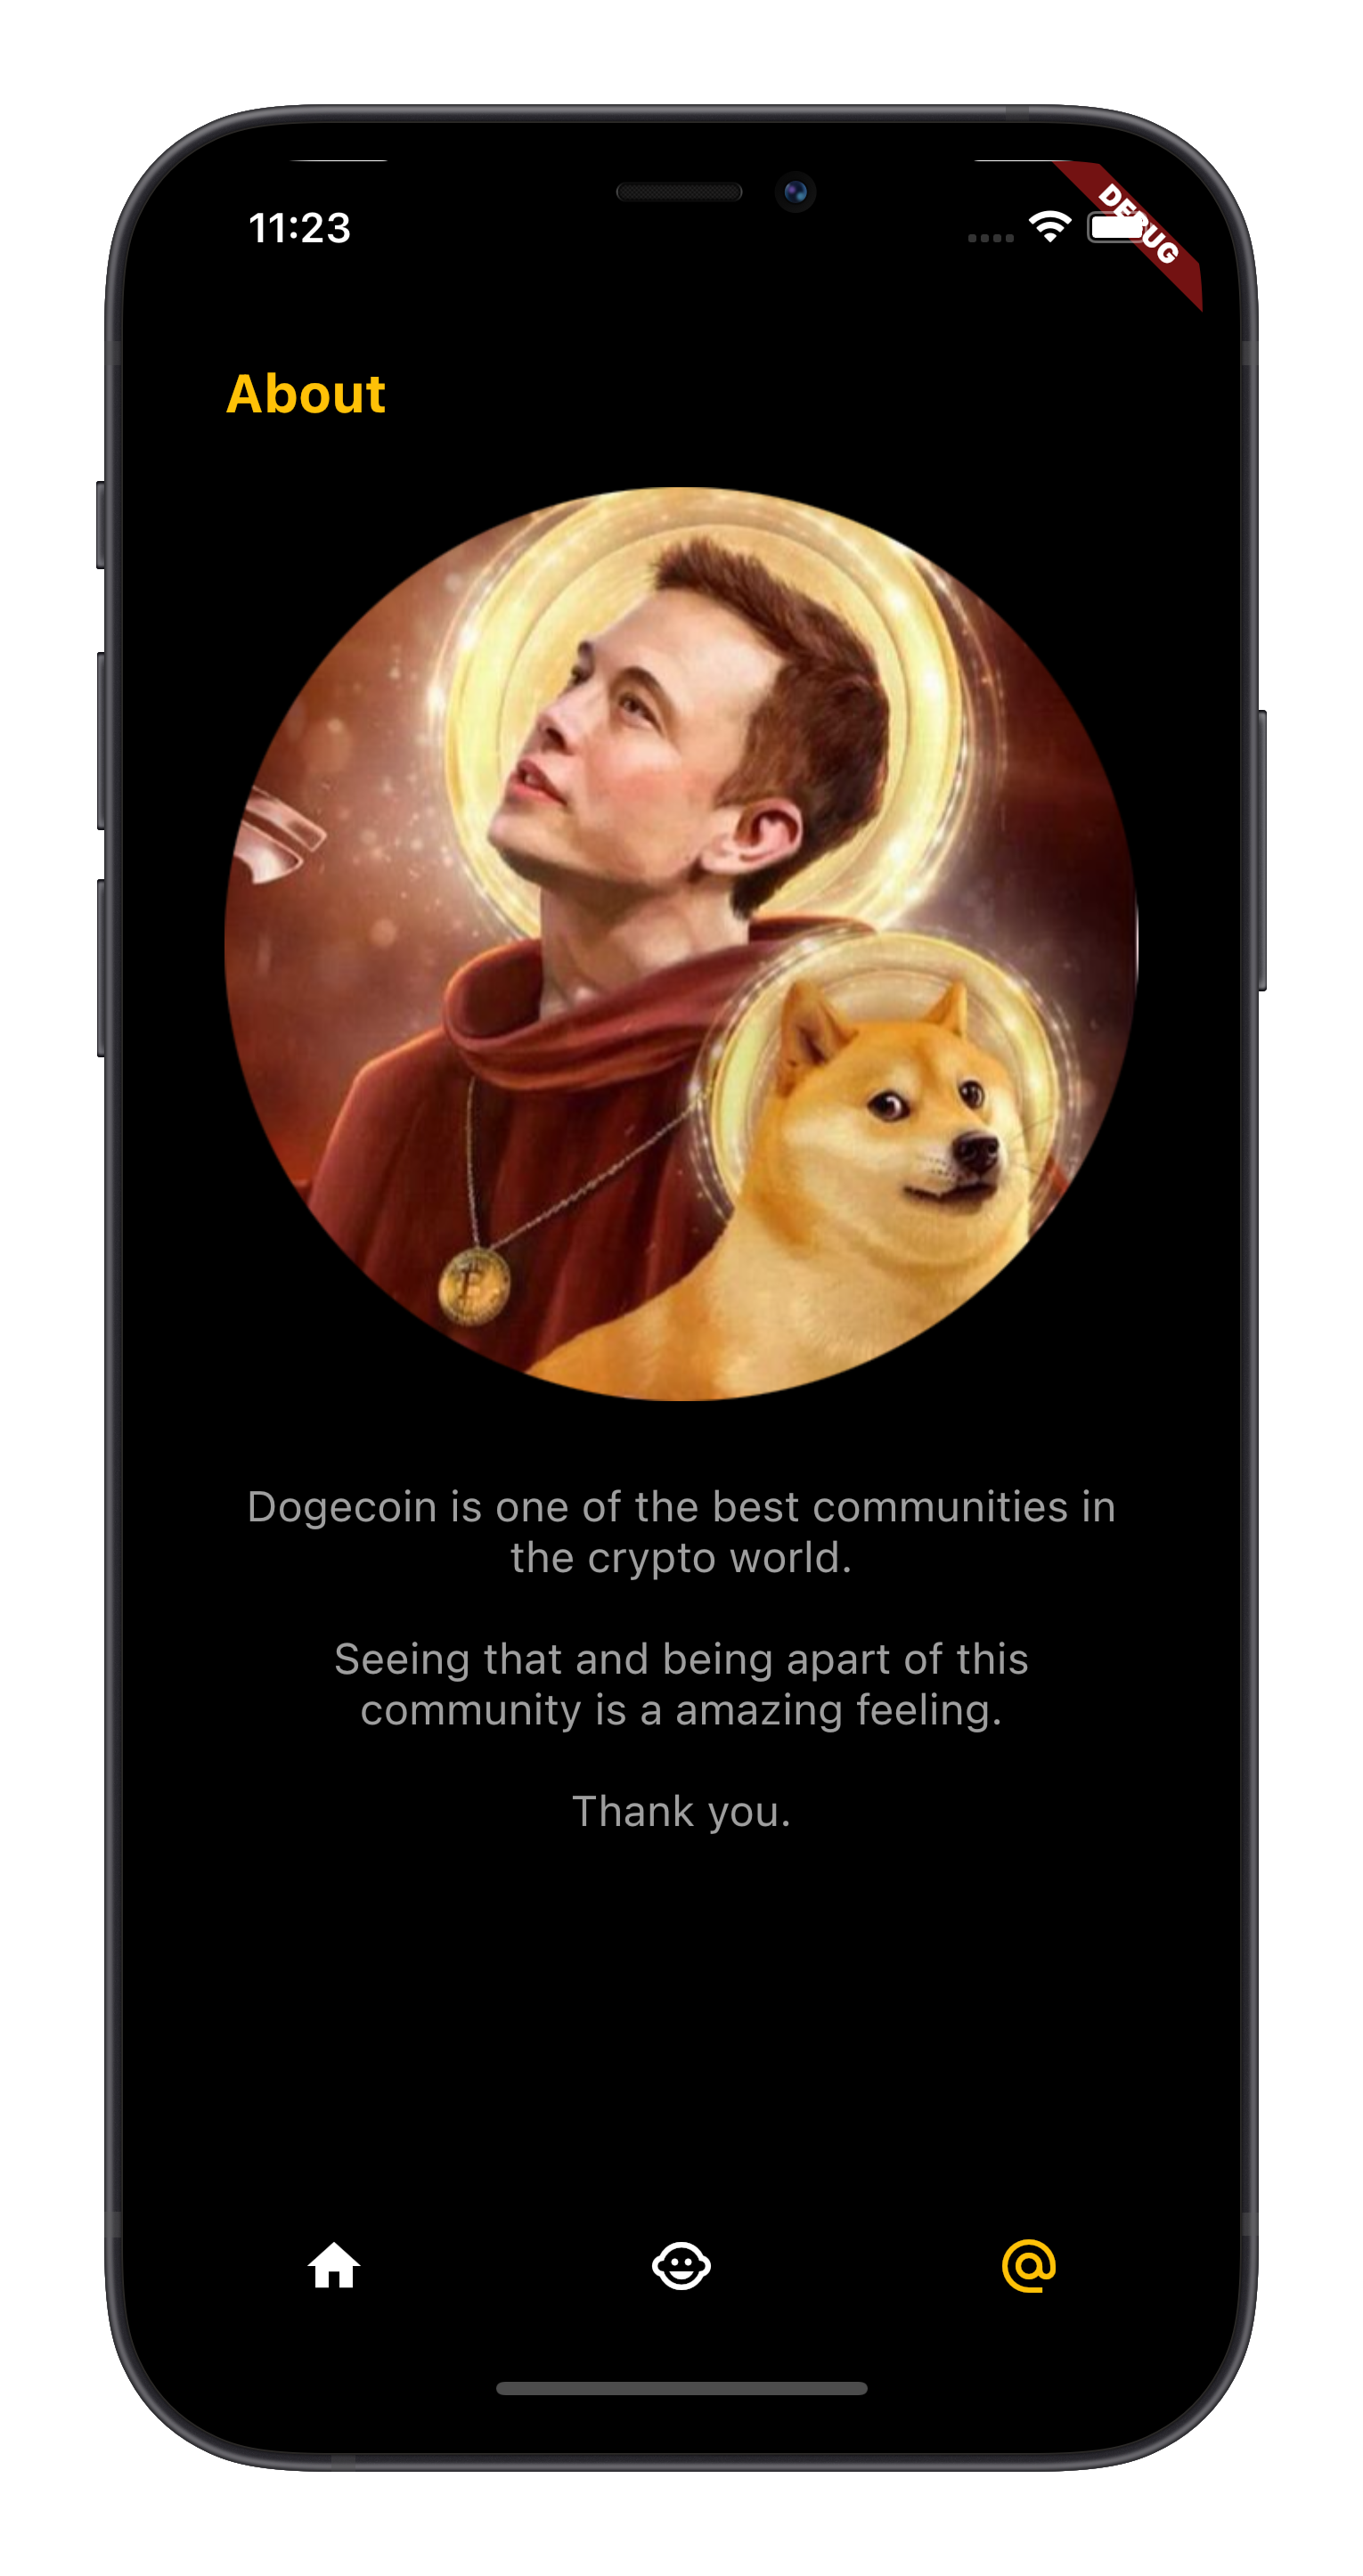 11:23
DEBUG
About
Dogecoin is one of the best communities in
the crypto world.
Seeing that and being apart of this
community is a amazing feeling.
Thank you.